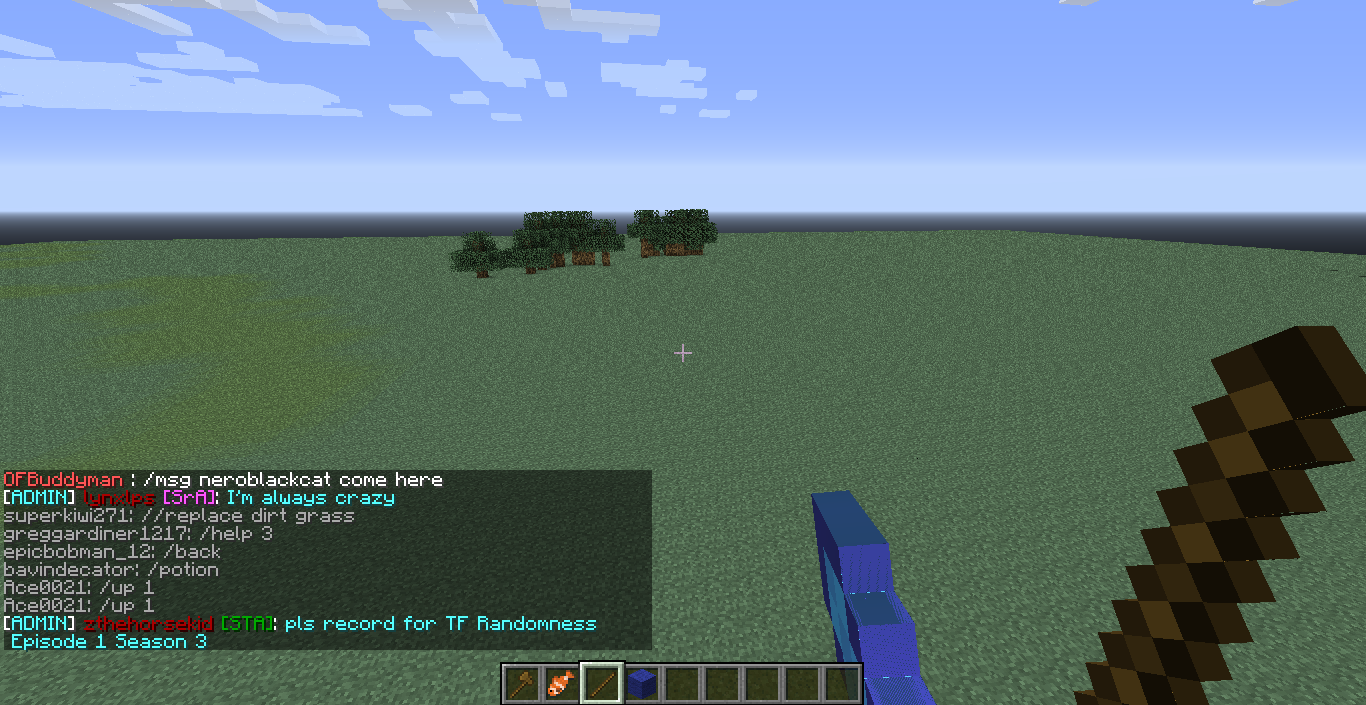 OFBuddyman : /msg neroblackcat come here
[ADMIN] lynxlps [SrA]: I'm always crazy
superkiwi271: //replace dirt grass
greggardiner1217: /help 3
epicbobman_12: /back
bavindecator: /potion
Ace0021: /up 1
Ace0021: /up 1
[ADMIN] zthehorsekid [STA]: pls record for TF Randomness
Episode 1 Season 3